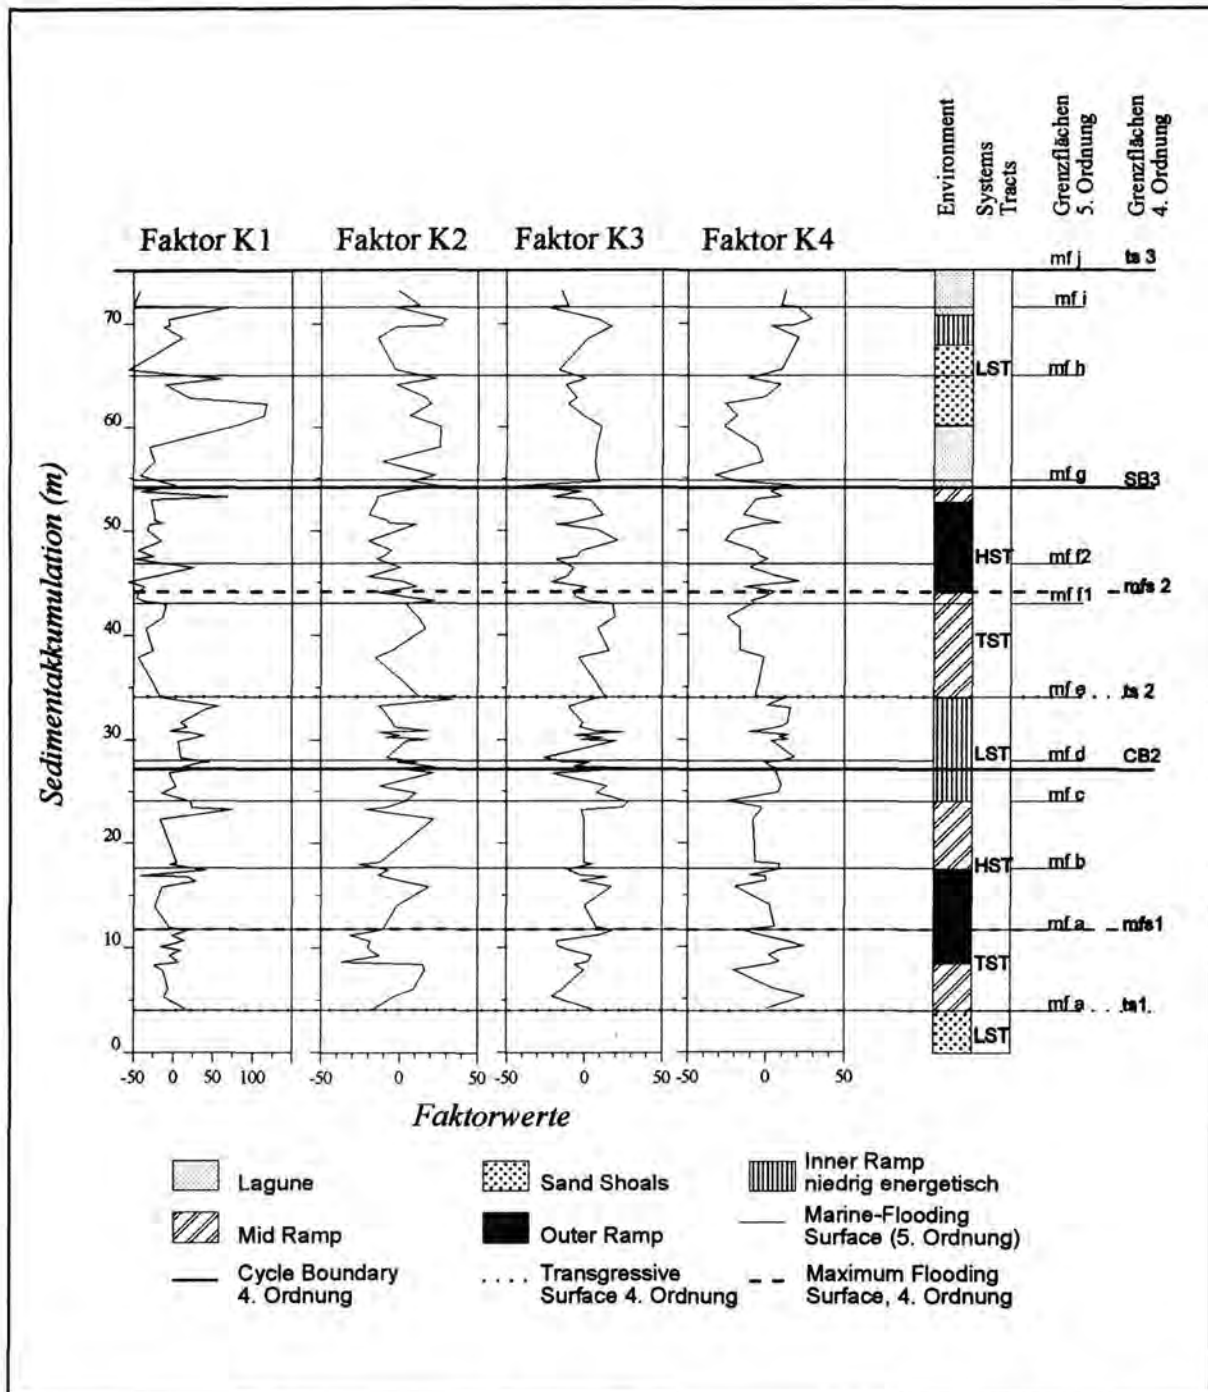 Environment
Systems
Tracts
Grenzflächen
5. Ordnung
Grenzflächen
4. Ordnung
Faktor K1
Faktor K2
Faktor K3
Faktor K4
mf j
ts 3
mf i
mf h
mf g
SB3
mf f2
mfs 2
mf f1
mf e
ts 2
mf d
CB2
mf c
mf b
mf a
mfs1
mf a
ts1
LST
HST
TST
LST
HST
TST
LST
Sedimentakkumulation (m)
70
60
50
40
30
20
10
0
-50 0 50 100
-50 0 50
-50 0 50
-50 0 50
Faktorwerte
Lagune
Sand Shoals
Inner Ramp
niedrig energetisch
Mid Ramp
Outer Ramp
Marine-Flooding
Surface (5. Ordnung)
Cycle Boundary
4. Ordnung
Transgressive
Surface 4. Ordnung
Maximum Flooding
Surface, 4. Ordnung